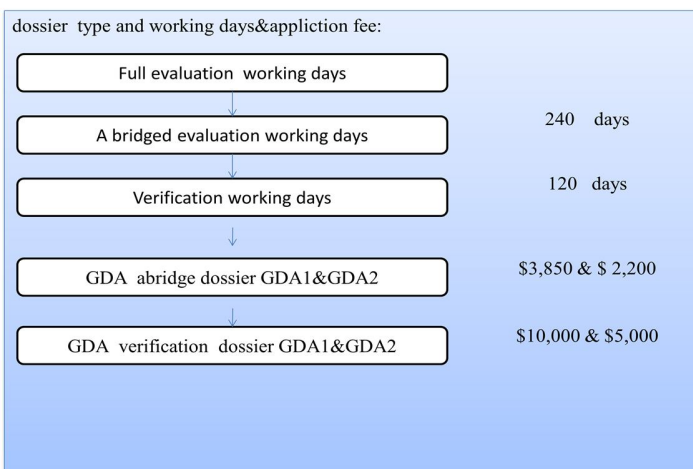 dossier type and working days&appliction fee:
Full evaluation working days
A bridged evaluation working days
240 days
Verification working days
120 days
GDA abridge dossier GDA1&GDA2
$3,850 & $ 2,200
GDA verification dossier GDA1&GDA2
$10,000 & $5,000